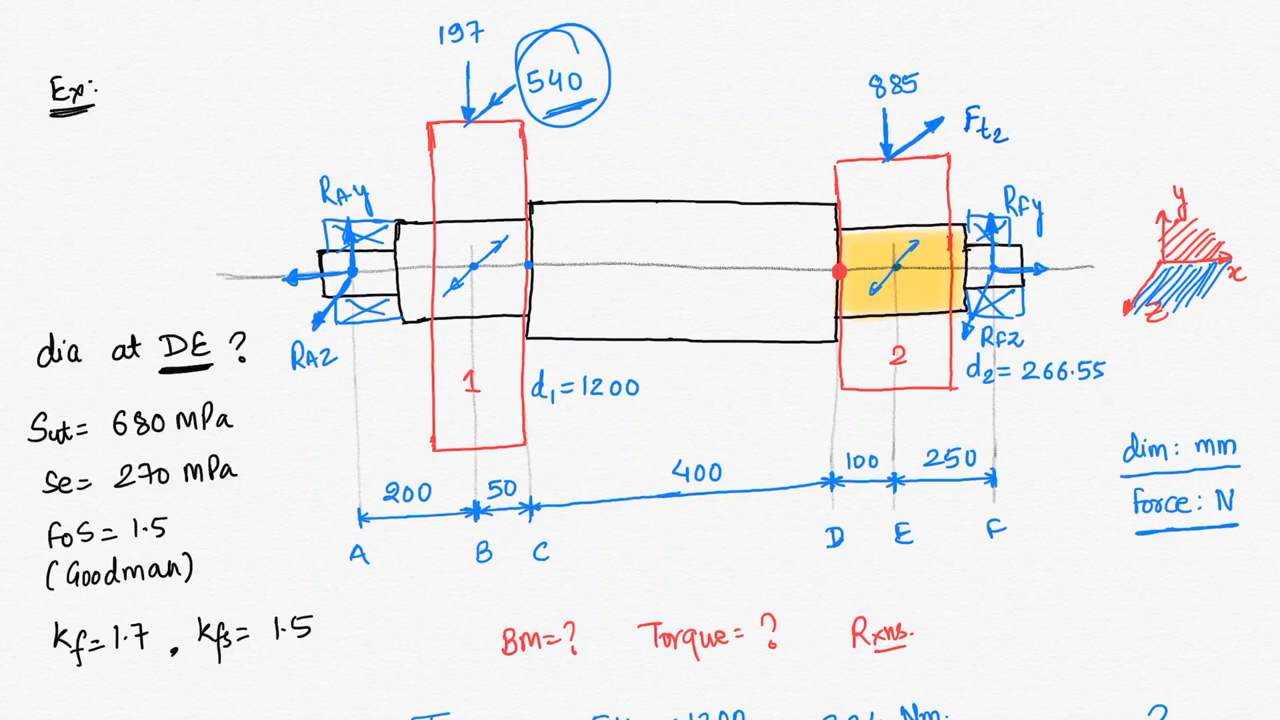 Ex:
197
540
885
Ft2
RAy
RFy
y
x
z
RAz
RFz
dia at DE ?
1
2
d1 = 1200
d2 = 266.55
Sut = 680 MPa
Se = 270 MPa
FoS = 1.5
(Goodman)
kf = 1.7 , kfs = 1.5
200
50
400
100
250
dim: mm
force: N
A
B
C
D
E
F
BM = ?
Torque = ?
Rxns.